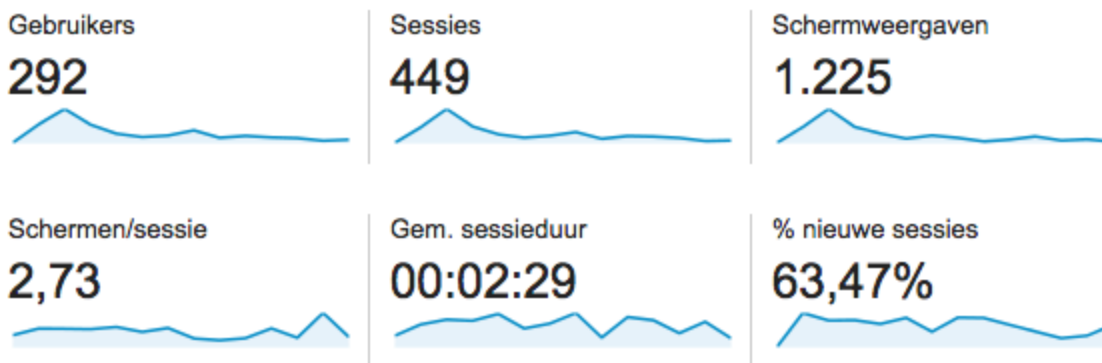 Gebruikers
292
Sessies
449
Schermweergaven
1.225
Schermen/sessie
2,73
Gem. sessieduur
00:02:29
% nieuwe sessies
63,47%